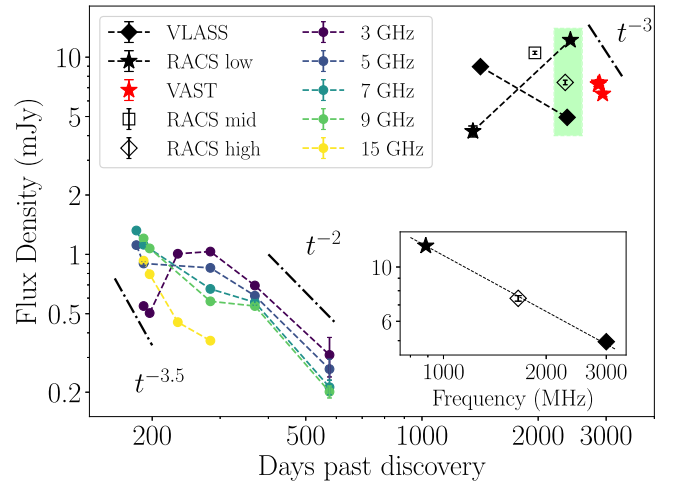 VLASS
RACS low
VAST
RACS mid
RACS high
3 GHz
5 GHz
7 GHz
9 GHz
15 GHz
t^{-3}
t^{-2}
t^{-3.5}
10
5
2
1
0.5
0.2
Flux Density (mJy)
200
500
1000
2000
3000
Days past discovery
10
6
1000
2000
3000
Frequency (MHz)